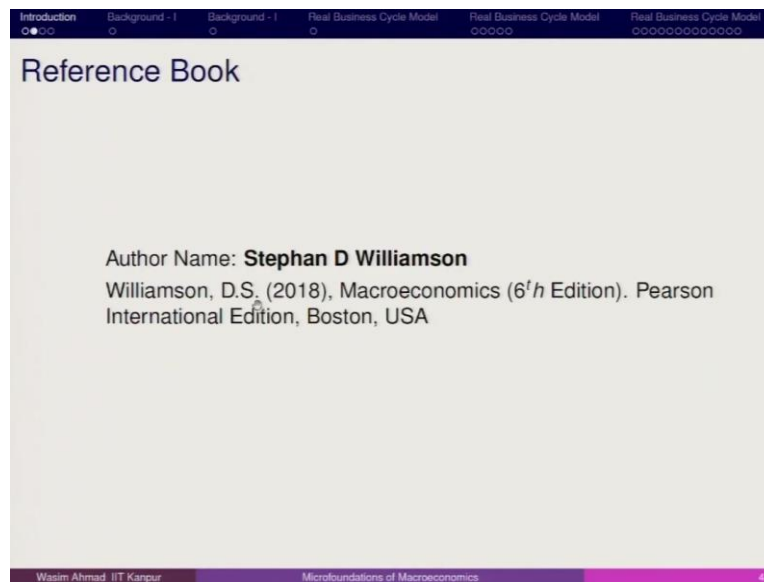 Introduction Background - I Background - I Real Business Cycle Model Real Business Cycle Model Real Business Cycle Model
Reference Book
Author Name: Stephan D Williamson
Williamson, D.S. (2018), Macroeconomics (6th Edition). Pearson
International Edition, Boston, USA
Wasim Ahmad IIT Kanpur Microfoundations of Macroeconomics 4